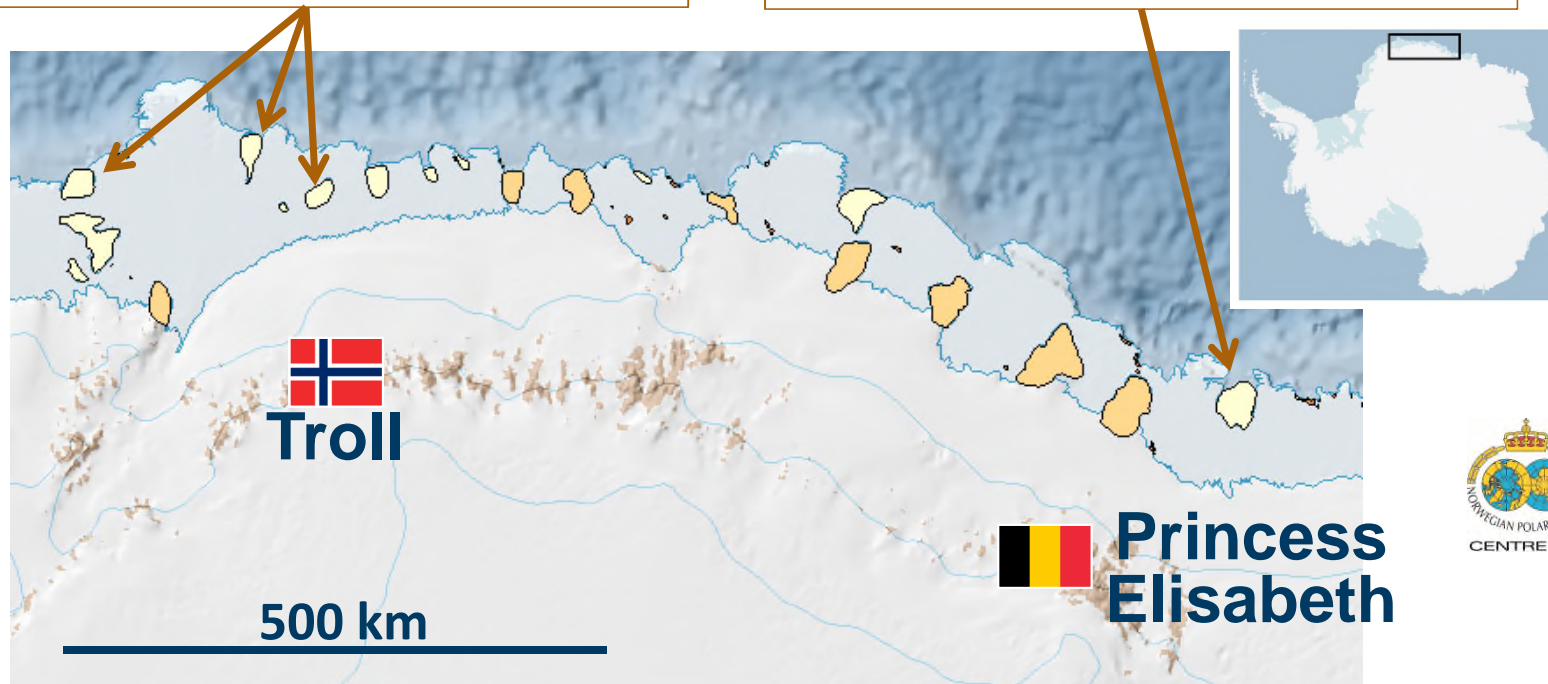 Troll
Princess
Elisabeth
500 km
NORWEGIAN POLAR
CENTRE